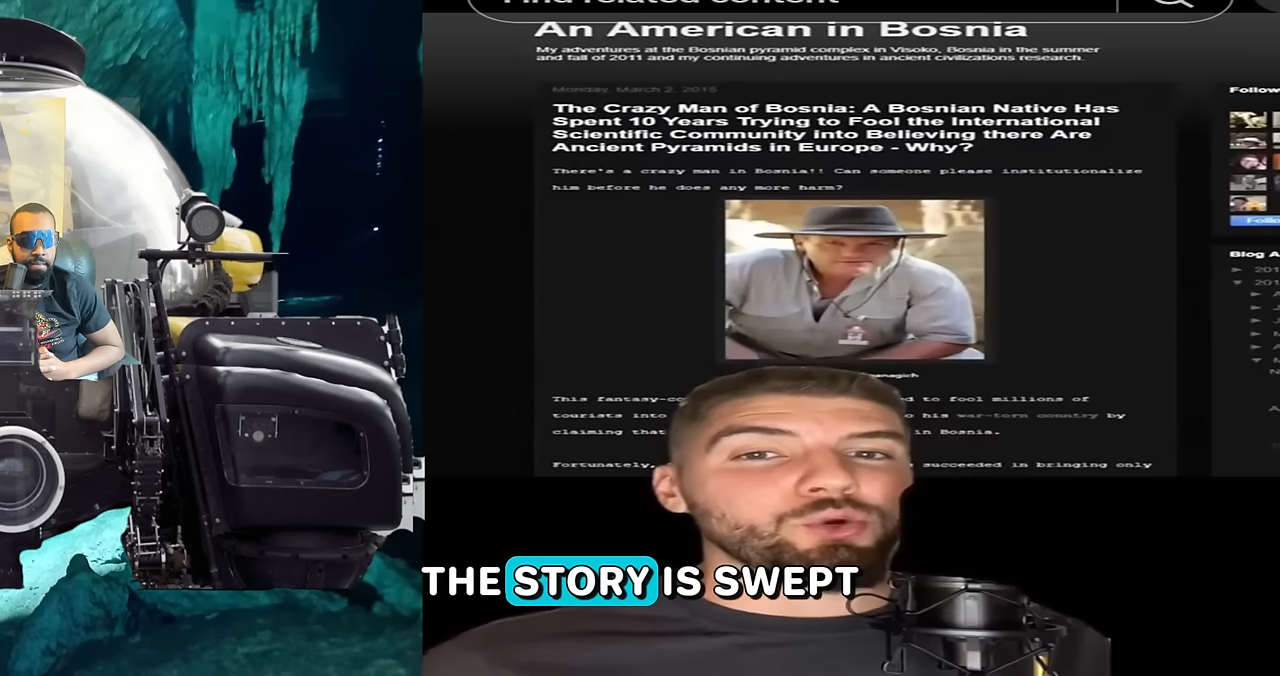 Find related content
An American in Bosnia
My adventures at the Bosnian pyramid complex in Visoko, Bosnia in the summer
and fall of 2011 and my continuing adventures in ancient civilizations research.
Monday, March 2, 2015
The Crazy Man of Bosnia: A Bosnian Native Has
Spent 10 Years Trying to Fool the International
Scientific Community into Believing there Are
Ancient Pyramids in Europe - Why?
There's a crazy man in Bosnia!! Can someone please institutionalize
him before he does any more harm?
This to fool millions of
tourists into his war-torn country by
claiming that in Bosnia.
Fortunately, succeeded in bringing only
Follow
Blog A
THE STORY IS SWEPT